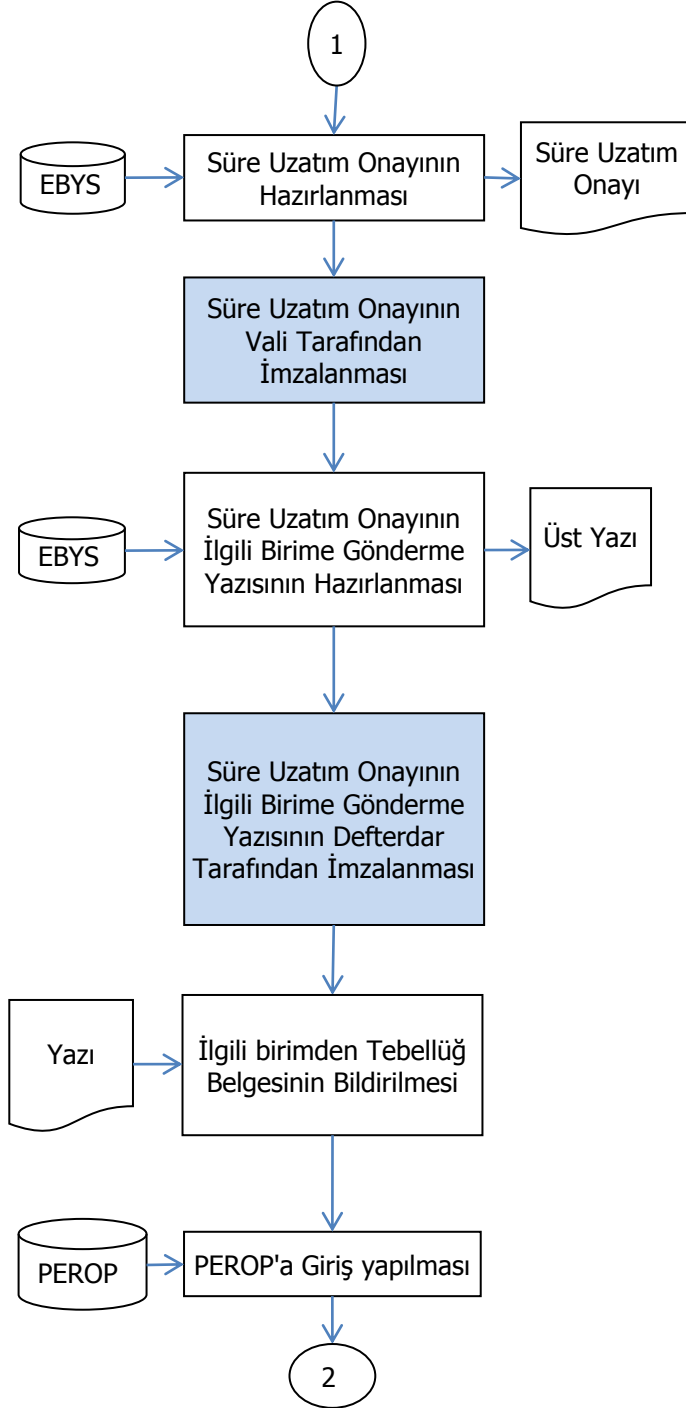 1
EBYS
Süre Uzatım Onayının
Hazırlanması
Süre Uzatım
Onayı
Süre Uzatım Onayının
Vali Tarafından
İmzalanması
EBYS
Süre Uzatım Onayının
İlgili Birime Gönderme
Yazısının Hazırlanması
Üst Yazı
Süre Uzatım Onayının
İlgili Birime Gönderme
Yazısının Defterdar
Tarafından İmzalanması
Yazı
İlgili birimden Tebellüğ
Belgesinin Bildirilmesi
PEROP
PEROP'a Giriş yapılması
2